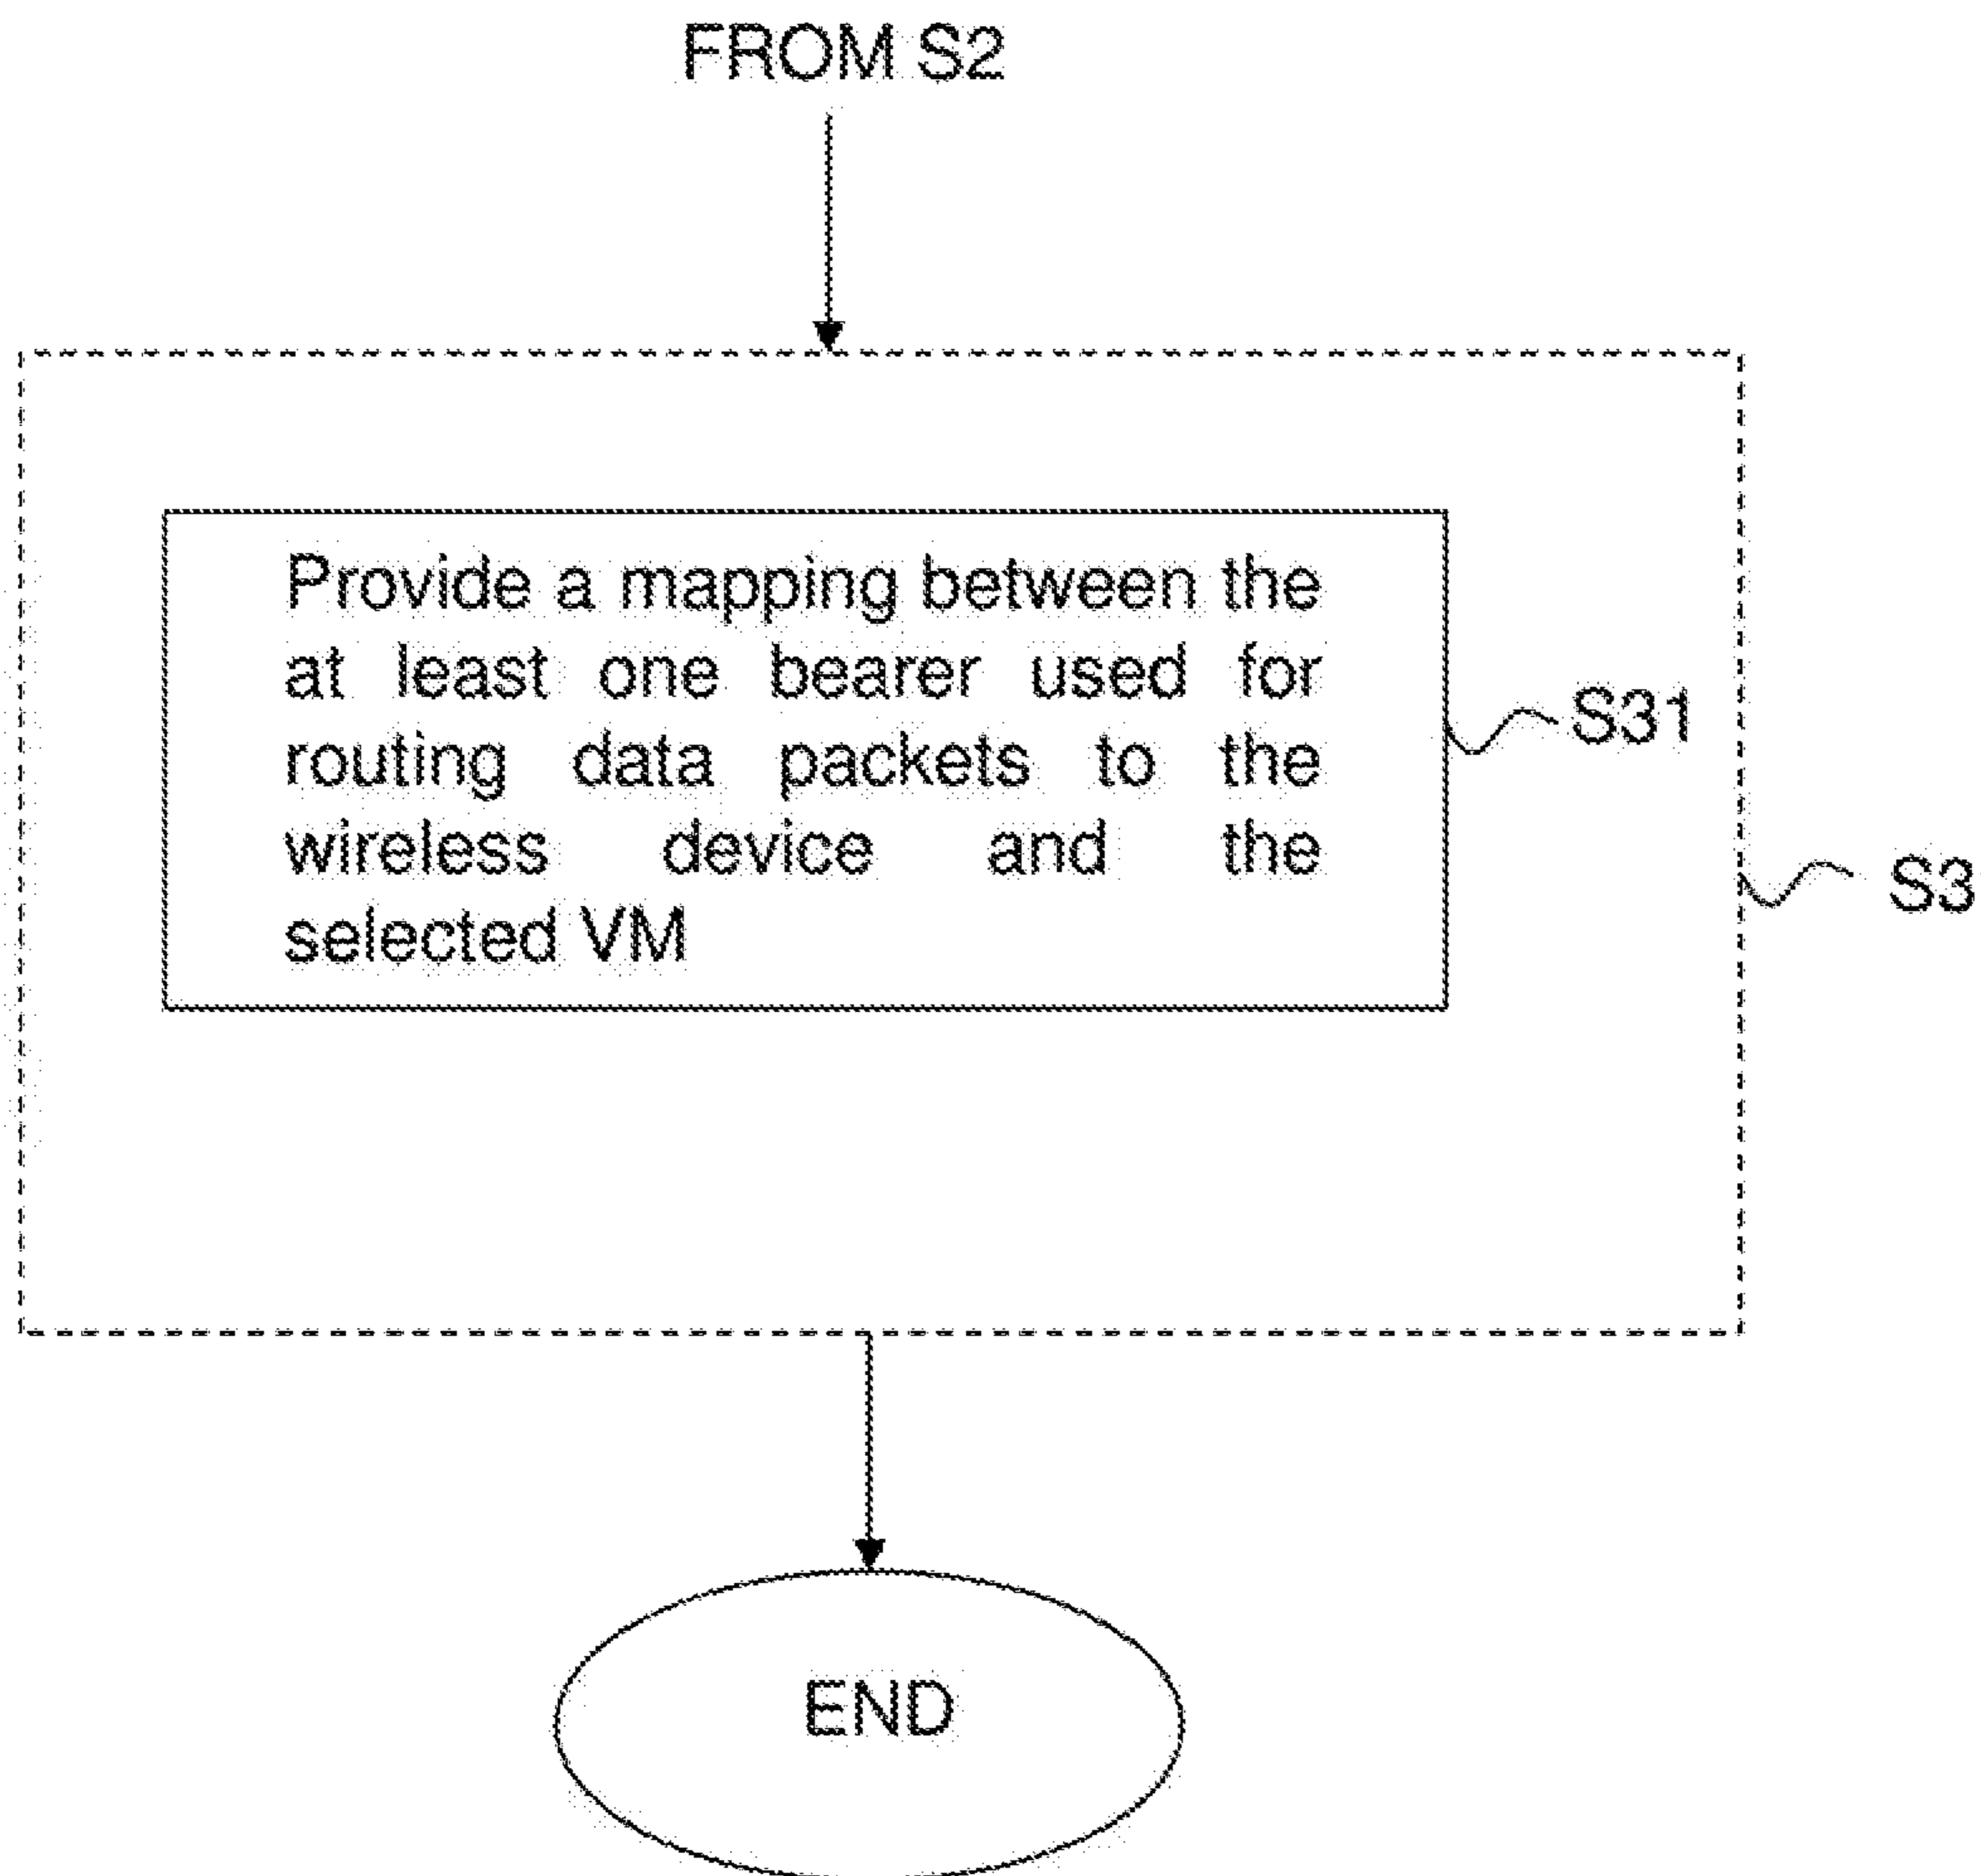 FROM S2
Provide a mapping between the
at least one bearer used for
routing data packets to the
wireless device and the
selected VM
S31
S3
END